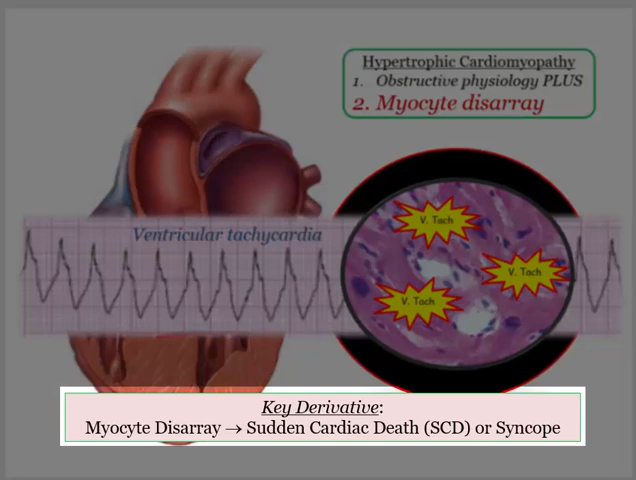 Hypertrophic Cardiomyopathy
1. Obstructive physiology PLUS
2. Myocyte disarray
Ventricular tachycardia
V. Tach
V. Tach
V. Tach
Key Derivative:
Myocyte Disarray → Sudden Cardiac Death (SCD) or Syncope